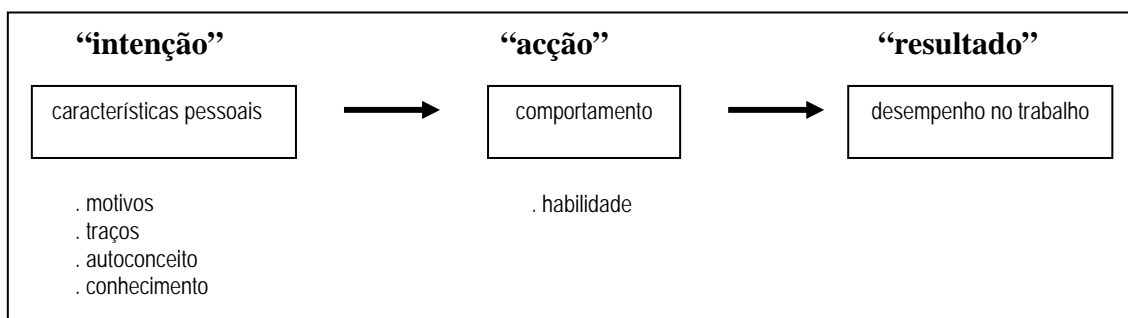 “intenção” “acção” “resultado”
características pessoais comportamento desempenho no trabalho
. motivos . habilidade
. traços
. autoconceito
. conhecimento